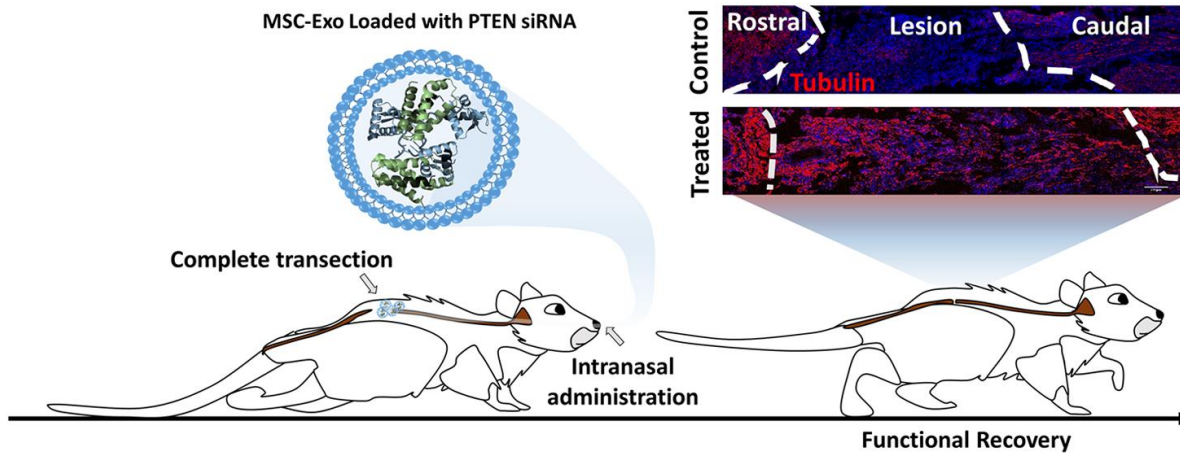 MSC-Exo Loaded with PTEN siRNA
Control
Rostral
Lesion
Caudal
Tubulin
Treated
Complete transection
Intranasal
administration
Functional Recovery